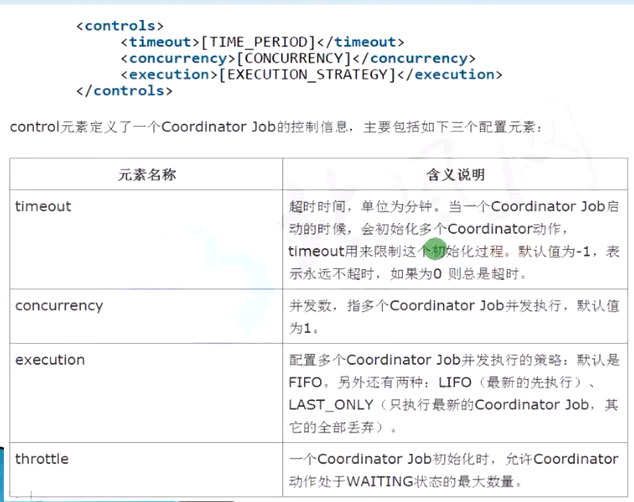 <controls>
<timeout>[TIME_PERIOD]</timeout>
<concurrency>[CONCURRENCY]</concurrency>
<execution>[EXECUTION_STRATEGY]</execution>
</controls>
control元素定义了一个Coordinator Job的控制信息，主要包括如下三个配置元素：
元素名称 含义说明
timeout 超时时间，单位为分钟。当一个Coordinator Job启
动的时候，会初始化多个Coordinator动作，
timeout用来限制这个初始化过程。默认值为-1，表
示永远不超时，如果为0 则总是超时。
concurrency 并发数，指多个Coordinator Job并发执行，默认值
为1。
execution 配置多个Coordinator Job并发执行的策略：默认是
FIFO。另外还有两种：LIFO（最新的先执行）、
LAST_ONLY（只执行最新的Coordinator Job，其
它的全部丢弃）。
throttle 一个Coordinator Job初始化时，允许Coordinator
动作处于WAITING状态的最大数量。